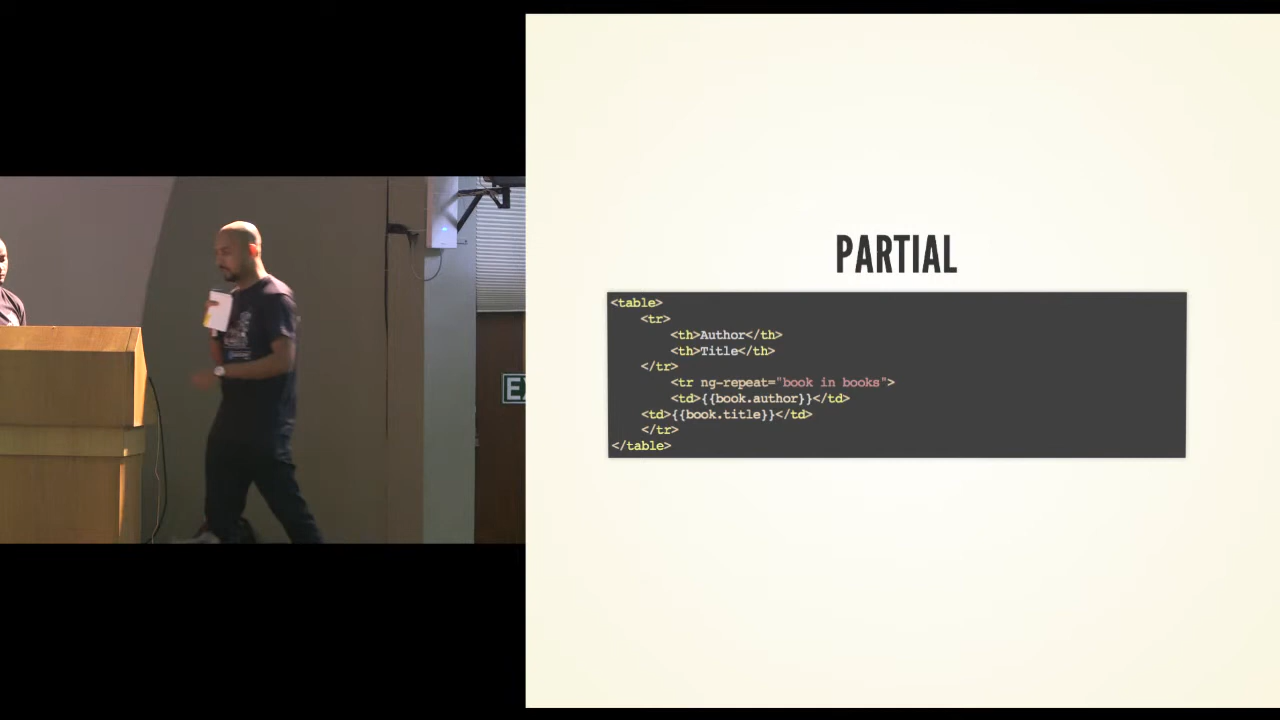 PARTIAL
<table>
    <tr>
        <th>Author</th>
        <th>Title</th>
    </tr>
        <tr ng-repeat="book in books">
        <td>{{book.author}}</td>
    <td>{{book.title}}</td>
    </tr>
</table>
EX